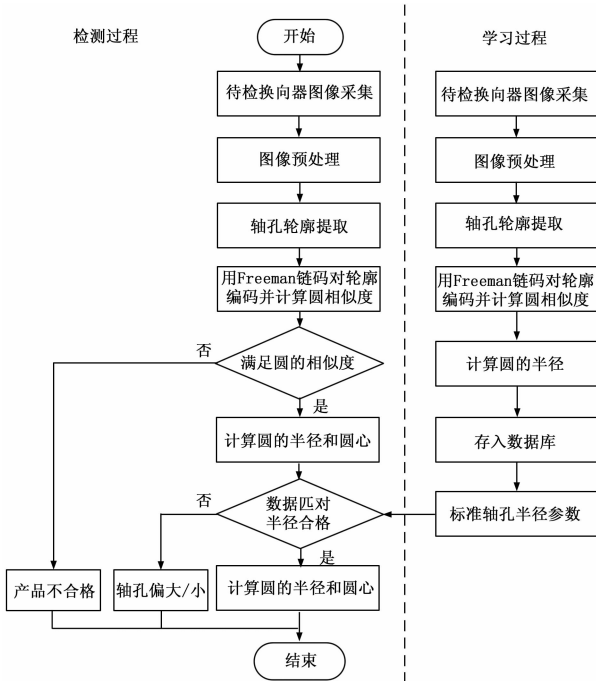 检测过程
开始
待检换向器图像采集
图像预处理
轴孔轮廓提取
用Freeman链码对轮廓
编码并计算圆相似度
满足圆的相似度
否
是
计算圆的半径和圆心
数据匹对
半径合格
否
是
产品不合格
轴孔偏大/小
计算圆的半径和圆心
结束
学习过程
待检换向器图像采集
图像预处理
轴孔轮廓提取
用Freeman链码对轮廓
编码并计算圆相似度
计算圆的半径
存入数据库
标准轴孔半径参数